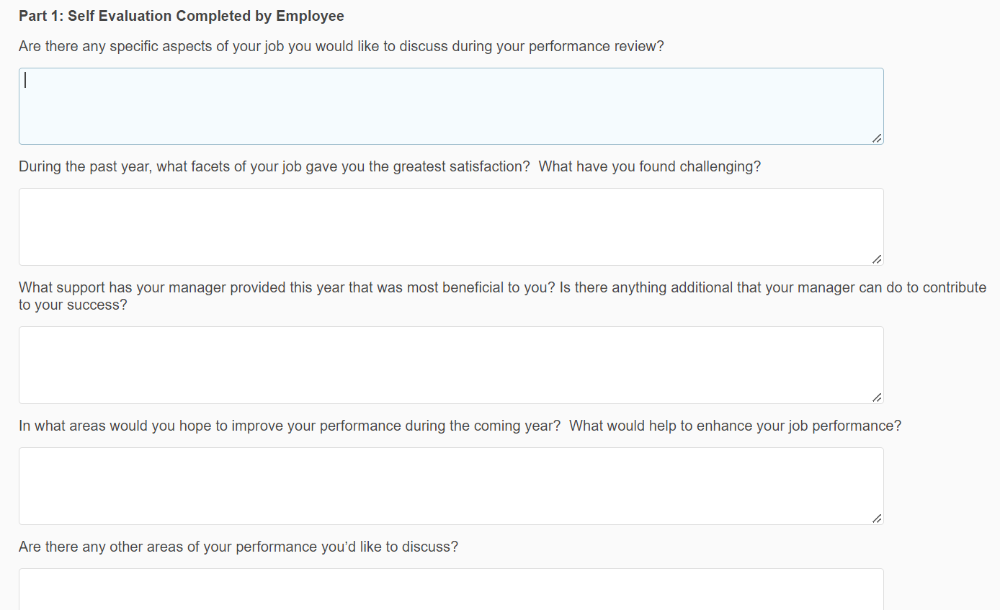 Part 1: Self Evaluation Completed by Employee
Are there any specific aspects of your job you would like to discuss during your performance review?
During the past year, what facets of your job gave you the greatest satisfaction?  What have you found challenging?
What support has your manager provided this year that was most beneficial to you? Is there anything additional that your manager can do to contribute
to your success?
In what areas would you hope to improve your performance during the coming year?  What would help to enhance your job performance?
Are there any other areas of your performance you’d like to discuss?